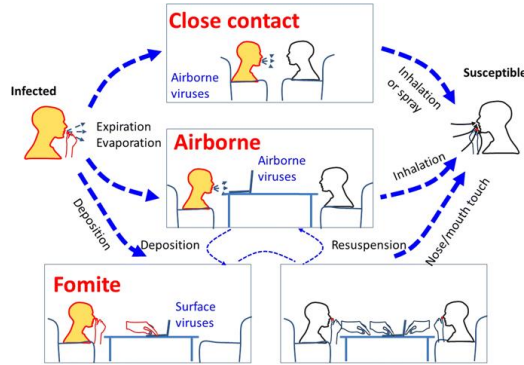 Close contact
Airborne
viruses
Infected
Susceptible
Inhalation
or spray
Expiration
Evaporation
Airborne
Airborne
viruses
Inhalation
Deposition
Deposition
Resuspension
Nose/mouth touch
Fomite
Surface
viruses